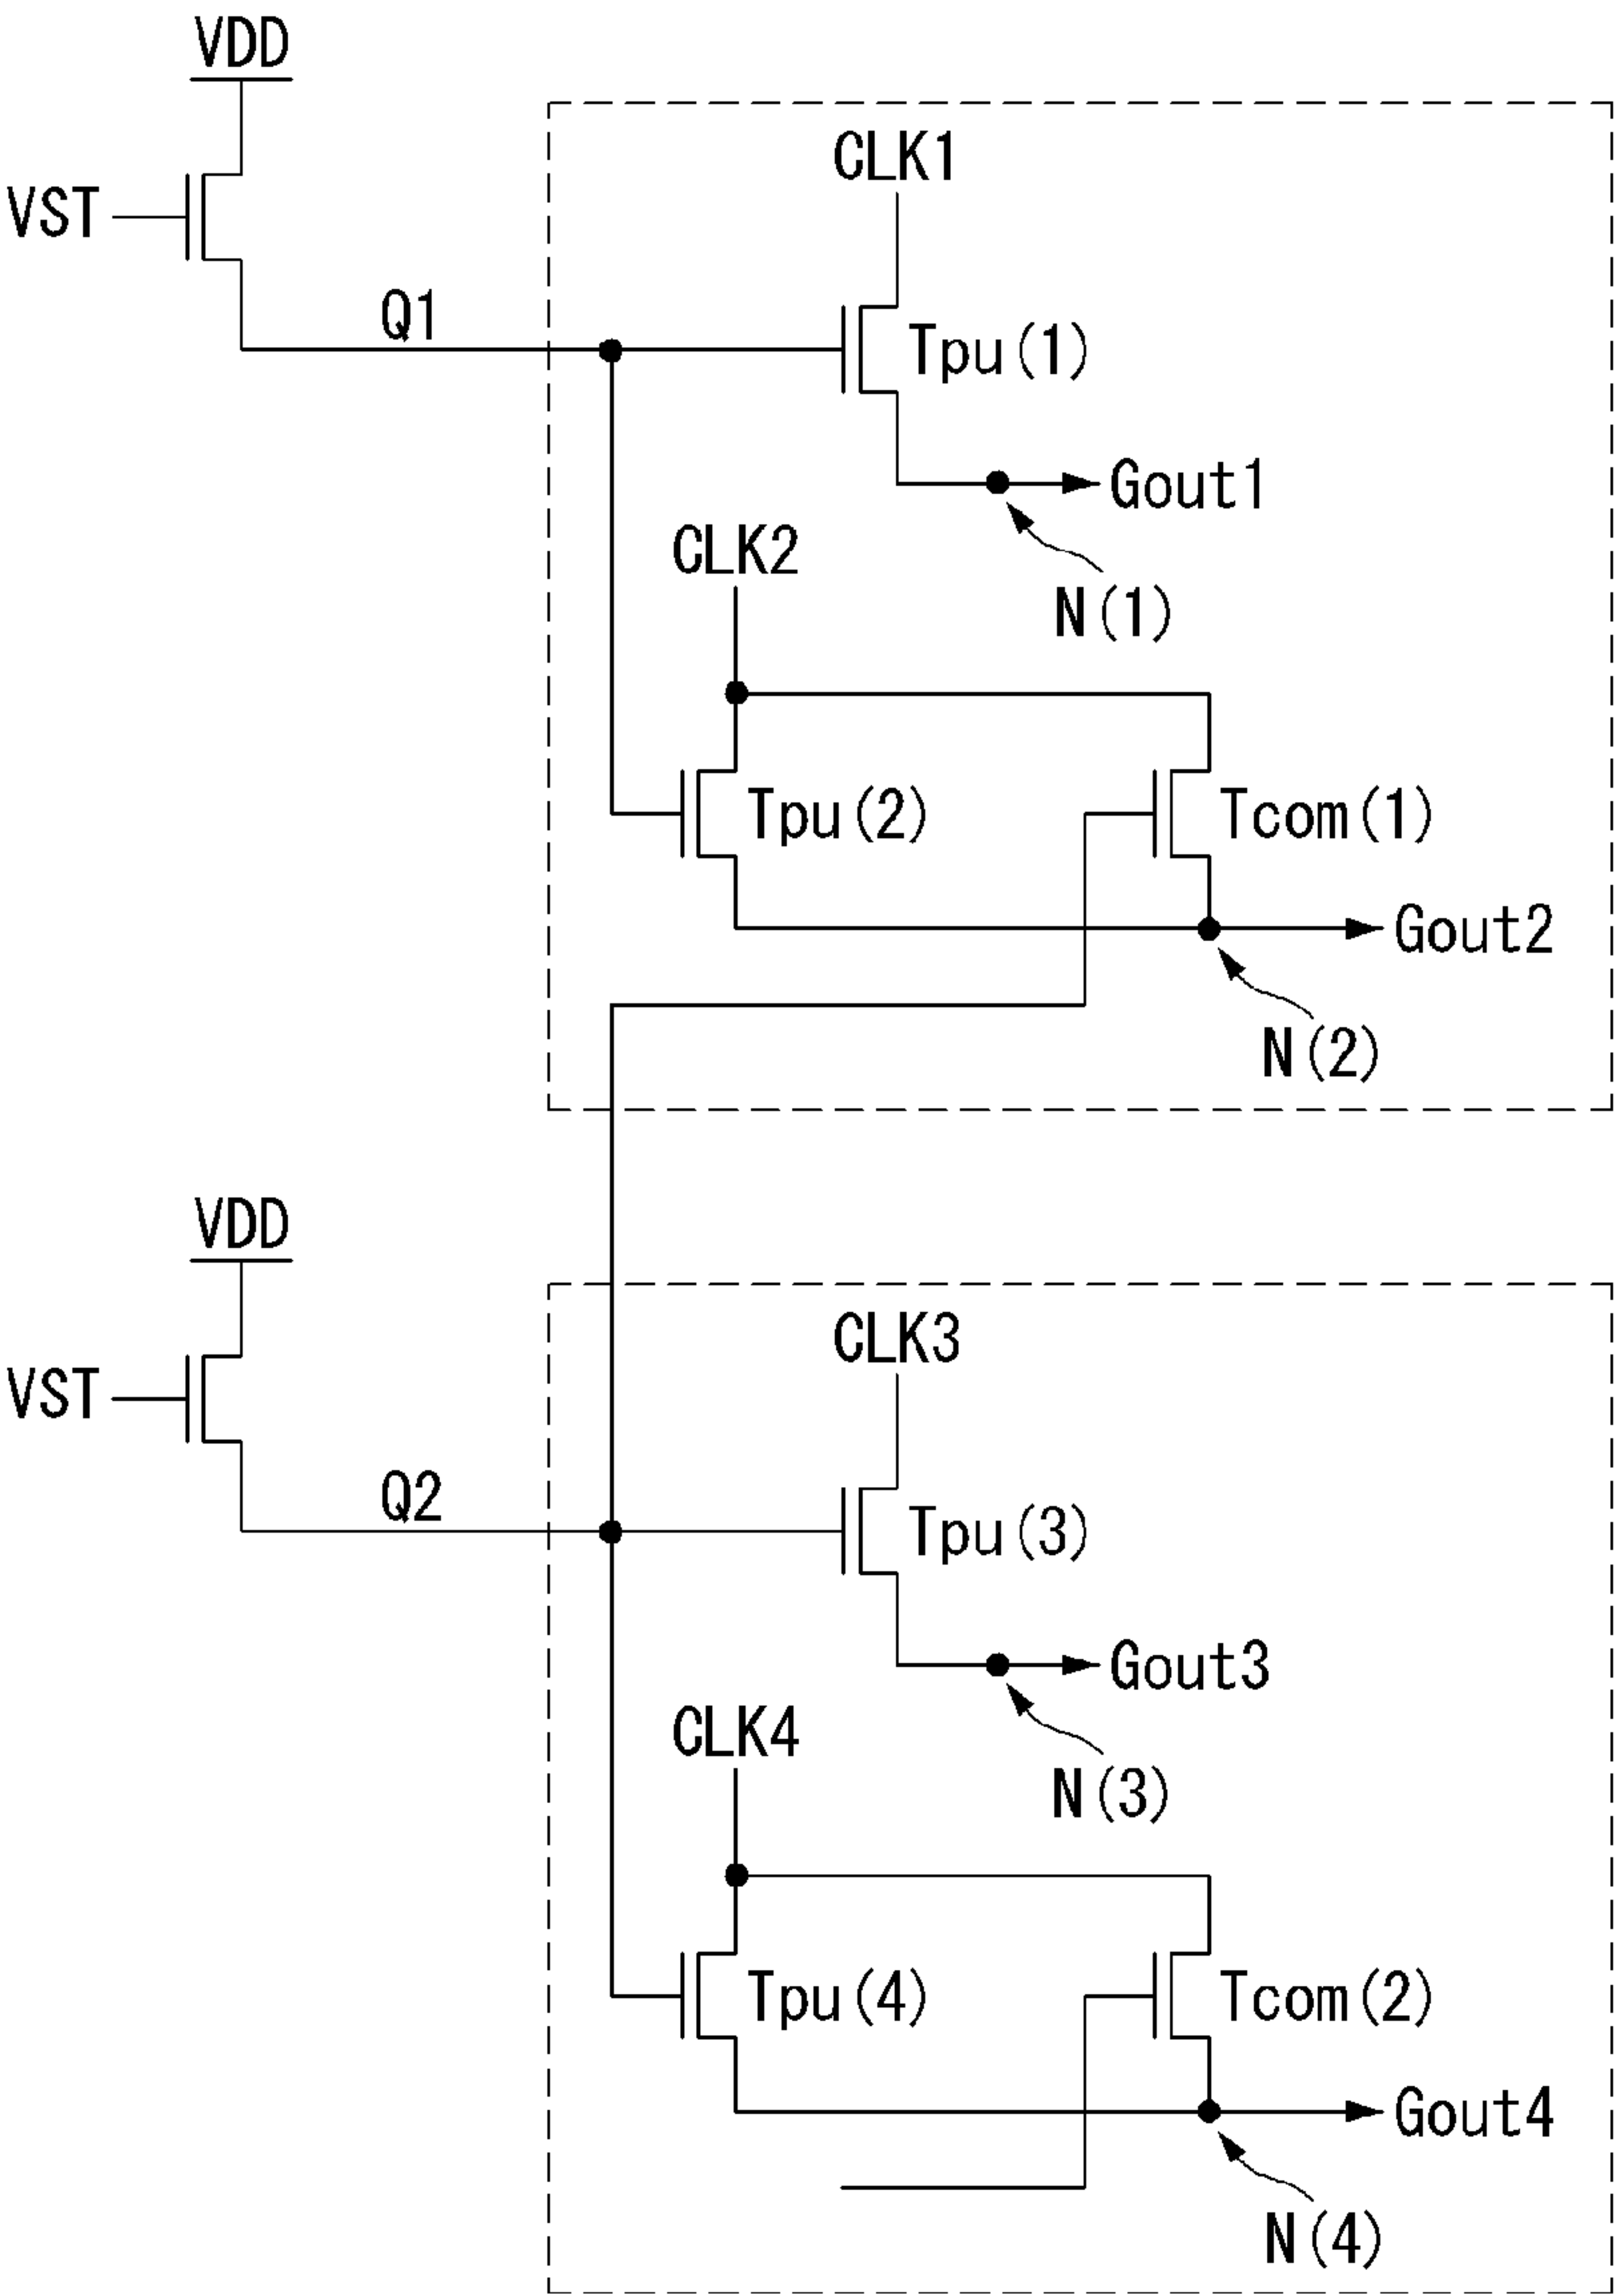 VDD
CLK1
VST
Q1
Tpu(1)
Gout1
CLK2
N(1)
Tpu(2)
Tcom(1)
Gout2
N(2)
VDD
CLK3
VST
Q2
Tpu(3)
Gout3
CLK4
N(3)
Tpu(4)
Tcom(2)
Gout4
N(4)